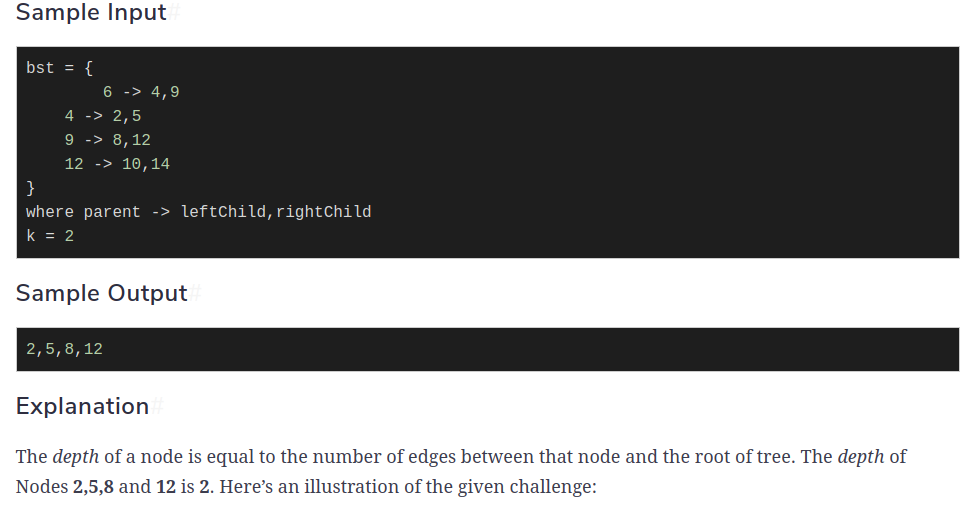 Sample Input#
bst = {
        6 -> 4,9
    4 -> 2,5
    9 -> 8,12
    12 -> 10,14
}
where parent -> leftChild,rightChild
k = 2
Sample Output#
2,5,8,12
Explanation#
The depth of a node is equal to the number of edges between that node and the root of tree. The depth of
Nodes 2,5,8 and 12 is 2. Here’s an illustration of the given challenge: